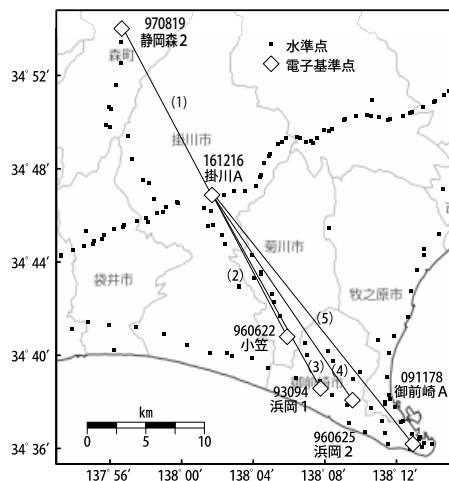 970819
静岡森２
水準点
電子基準点
34˚ 52′
森町
(1)
掛川市
34˚ 48′
161216
掛川Ａ
34˚ 44′
菊川市
袋井市
(2)
牧之原市
(5)
34˚ 40′
960622
小笠
(3)
(4)
御前崎市
93094
浜岡１
091178
御前崎Ａ
km
0
5
10
960625
浜岡２
34˚ 36′
137˚ 56′
138˚ 00′
138˚ 04′
138˚ 08′
138˚ 12′